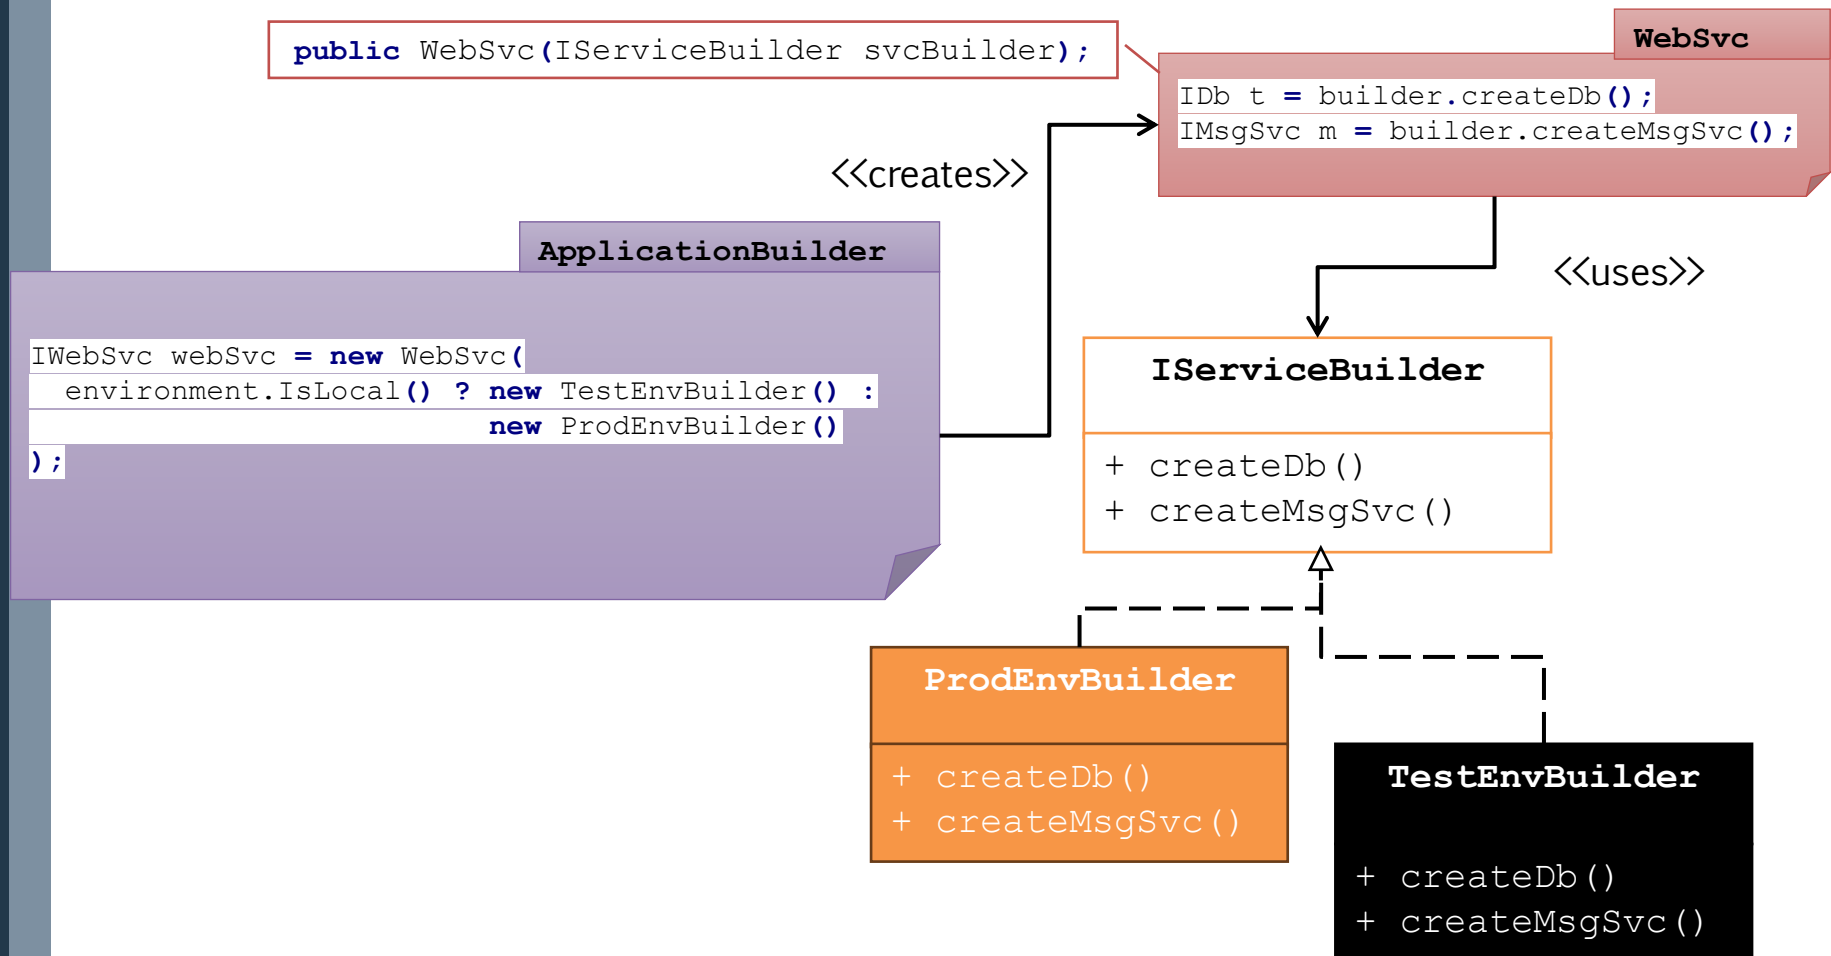 public WebSvc(IServiceBuilder svcBuilder);
WebSvc
IDb t = builder.createDb();
IMsgSvc m = builder.createMsgSvc();
<<creates>>
ApplicationBuilder
<<uses>>
IWebSvc webSvc = new WebSvc(
environment.IsLocal() ? new TestEnvBuilder() :
new ProdEnvBuilder()
);
IServiceBuilder
+ createDb()
+ createMsgSvc()
ProdEnvBuilder
+ createDb()
+ createMsgSvc()
TestEnvBuilder
+ createDb()
+ createMsgSvc()